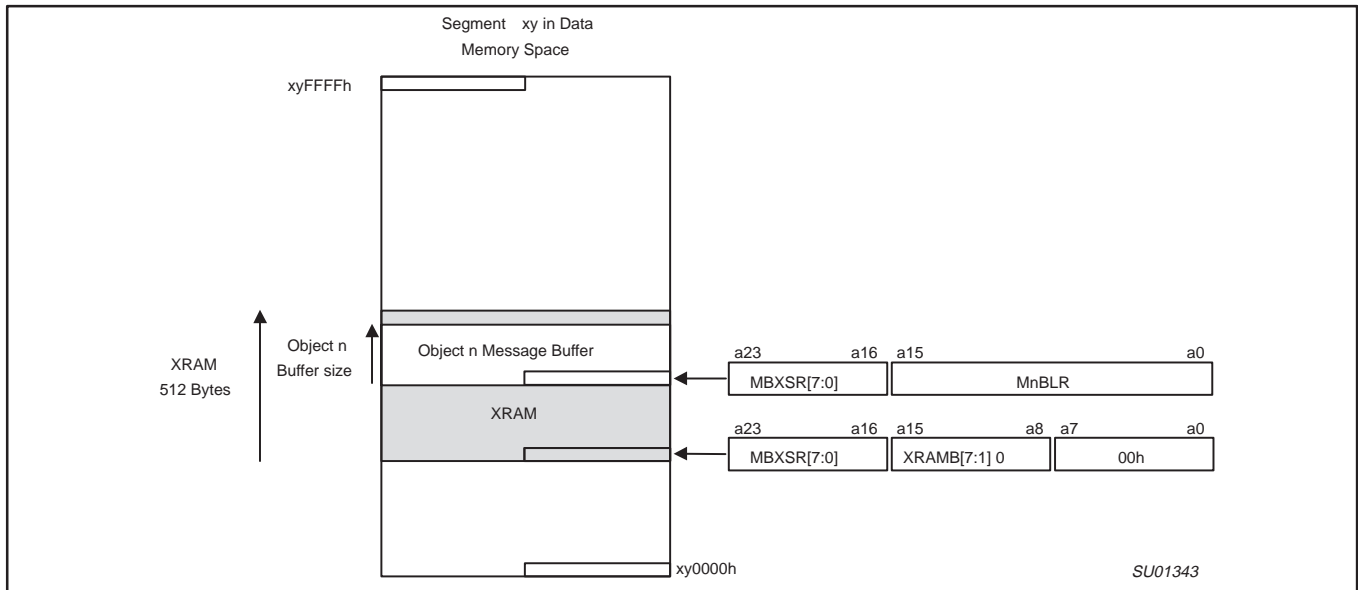 Segment xy in Data
Memory Space
xyFFFFh
XRAM
512 Bytes
Object n
Buffer size
Object n Message Buffer
XRAM
a23 a16 a15 a0
MBXSR[7:0] MnBLR
a23 a16 a15 a8 a7 a0
MBXSR[7:0] XRAMB[7:1] 0 00h
xy0000h
SU01343